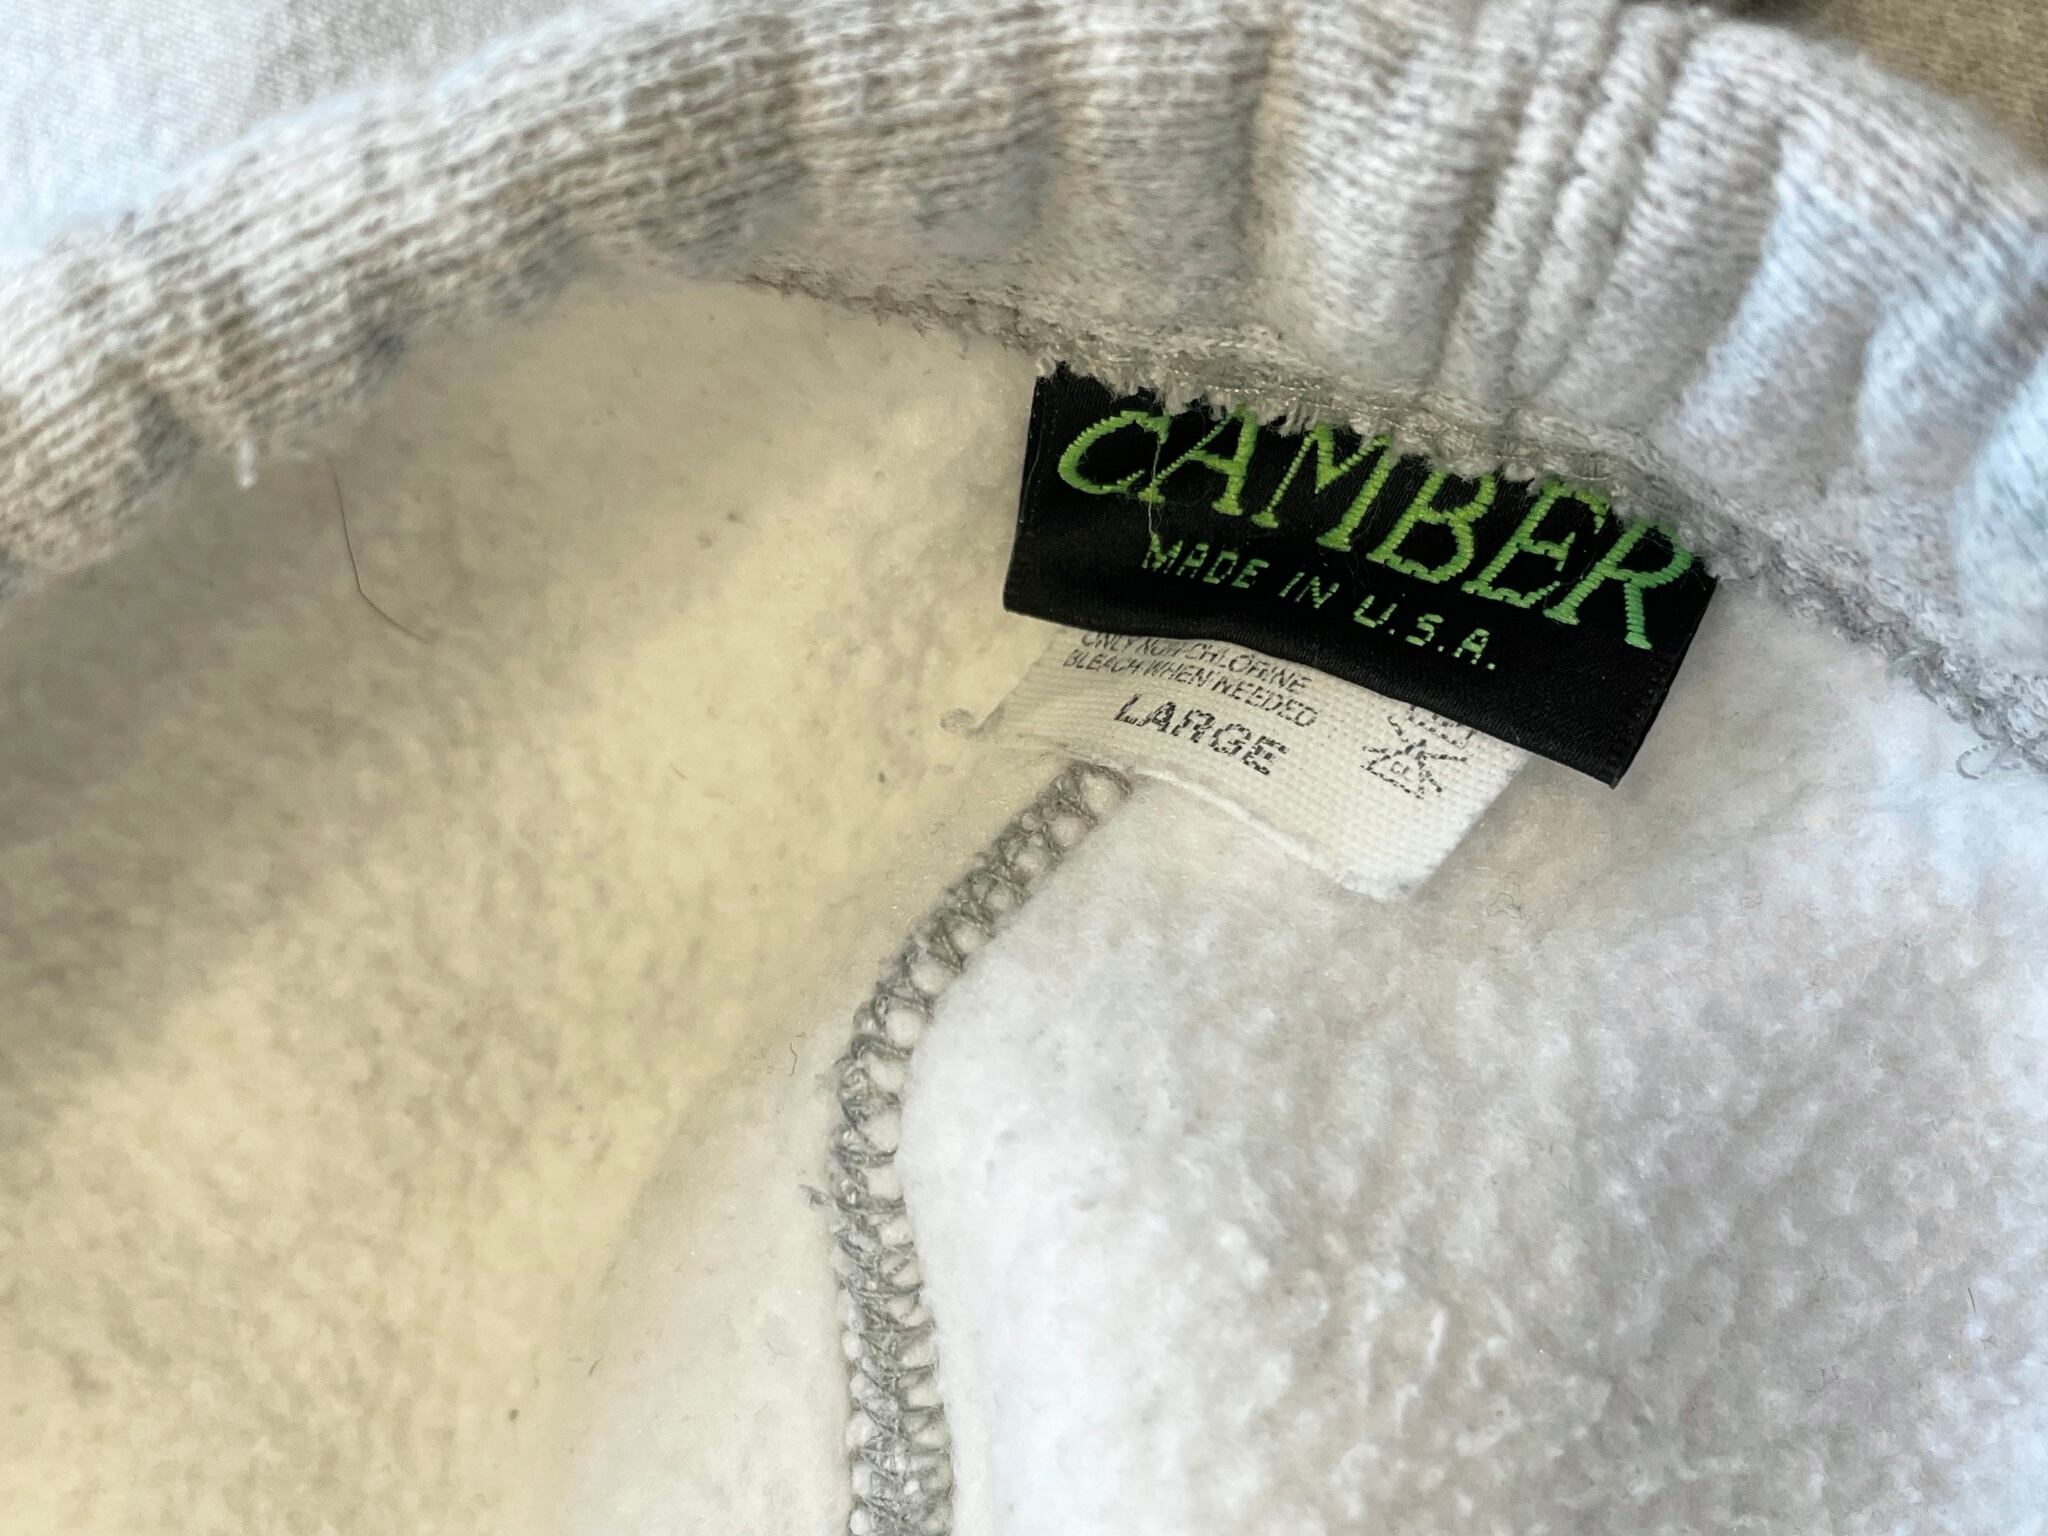 CAMBER
MADE IN U.S.A.
ONLY NON-CHLORINE
BLEACH WHEN NEEDED
LARGE